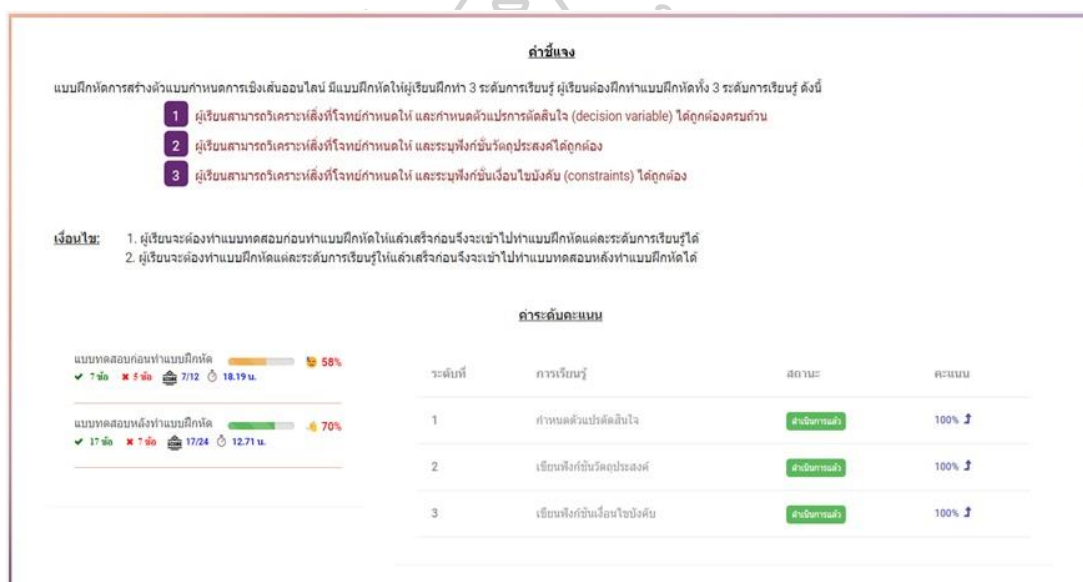 คำชี้แจง
แบบฝึกหัดการสร้างตัวแบบกำหนดการเชิงเส้นออนไลน์ มีแบบฝึกหัดให้ผู้เรียนฝึกทำ 3 ระดับการเรียนรู้ ผู้เรียนต้องฝึกทำแบบฝึกหัดทั้ง 3 ระดับการเรียนรู้ ดังนี้
1 ผู้เรียนสามารถวิเคราะห์สิ่งที่โจทย์กำหนดให้ และกำหนดตัวแปรการตัดสินใจ (decision variable) ได้ถูกต้องครบถ้วน
2 ผู้เรียนสามารถวิเคราะห์สิ่งที่โจทย์กำหนดให้ และระบุฟังก์ชั่นวัตถุประสงค์ได้ถูกต้อง
3 ผู้เรียนสามารถวิเคราะห์สิ่งที่โจทย์กำหนดให้ และระบุฟังก์ชั่นเงื่อนไขบังคับ (constraints) ได้ถูกต้อง
เงื่อนไข: 1. ผู้เรียนจะต้องทำแบบทดสอบก่อนทำแบบฝึกหัดให้แล้วเสร็จก่อนจึงจะเข้าไปทำแบบฝึกหัดแต่ละระดับการเรียนรู้ได้
2. ผู้เรียนจะต้องทำแบบฝึกหัดแต่ละระดับการเรียนรู้ให้แล้วเสร็จก่อนจึงจะเข้าไปทำแบบทดสอบหลังทำแบบฝึกหัดได้
ค่าระดับคะแนน
แบบทดสอบก่อนทำแบบฝึกหัด 58%
7 ข้อ 5 ข้อ 7/12 18.19 น.
แบบทดสอบหลังทำแบบฝึกหัด 70%
17 ข้อ 7 ข้อ 17/24 12.71 น.
ระดับที่ การเรียนรู้ สถานะ คะแนน
1 กำหนดตัวแปรตัดสินใจ ดำเนินการแล้ว 100%
2 เขียนฟังก์ชันวัตถุประสงค์ ดำเนินการแล้ว 100%
3 เขียนฟังก์ชันเงื่อนไขบังคับ ดำเนินการแล้ว 100%